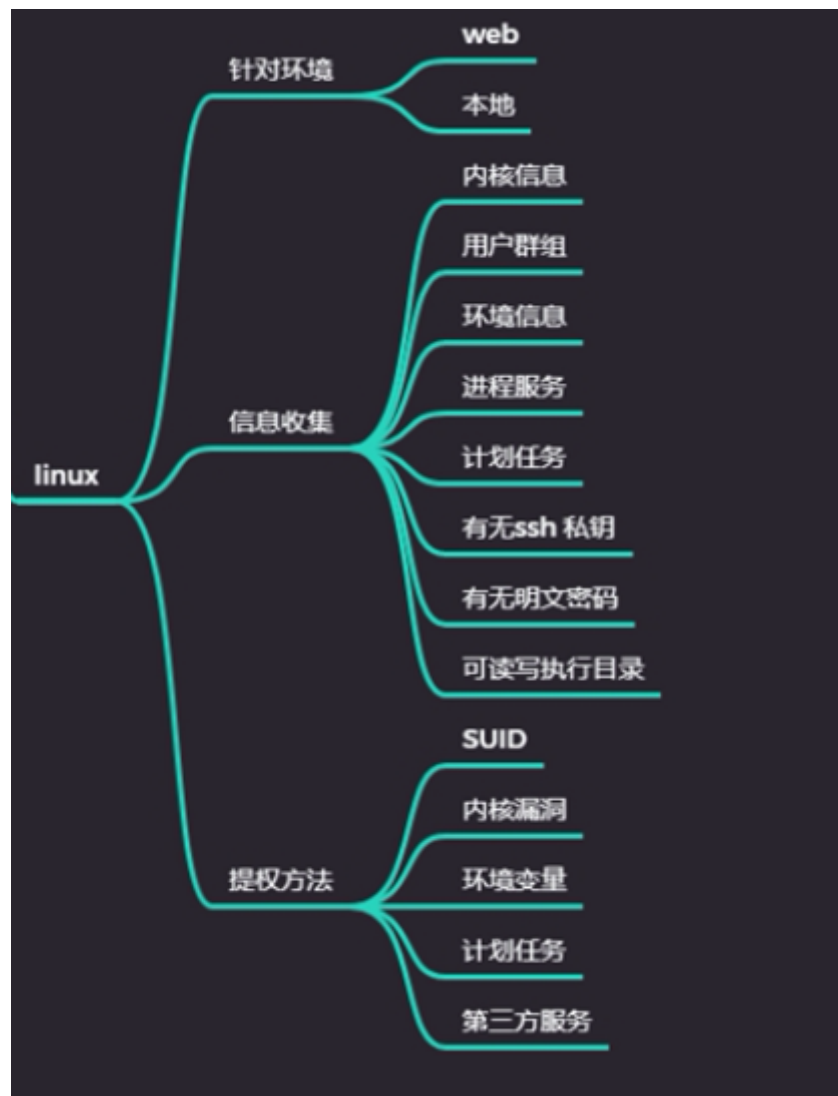 linux
针对环境
web
本地
信息收集
内核信息
用户群组
环境信息
进程服务
计划任务
有无ssh 私钥
有无明文密码
可读写执行目录
提权方法
SUID
内核漏洞
环境变量
计划任务
第三方服务